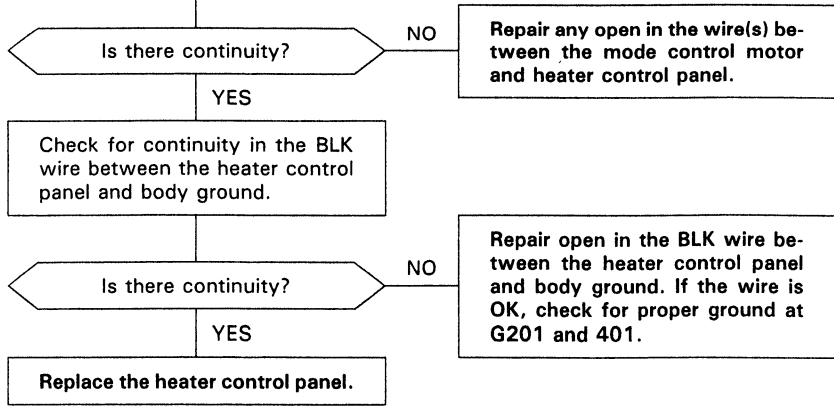 Is there continuity?
NO
Repair any open in the wire(s) be-
tween the mode control motor
and heater control panel.
YES
Check for continuity in the BLK
wire between the heater control
panel and body ground.
Is there continuity?
NO
Repair open in the BLK wire be-
tween the heater control panel
and body ground. If the wire is
OK, check for proper ground at
G201 and 401.
YES
Replace the heater control panel.